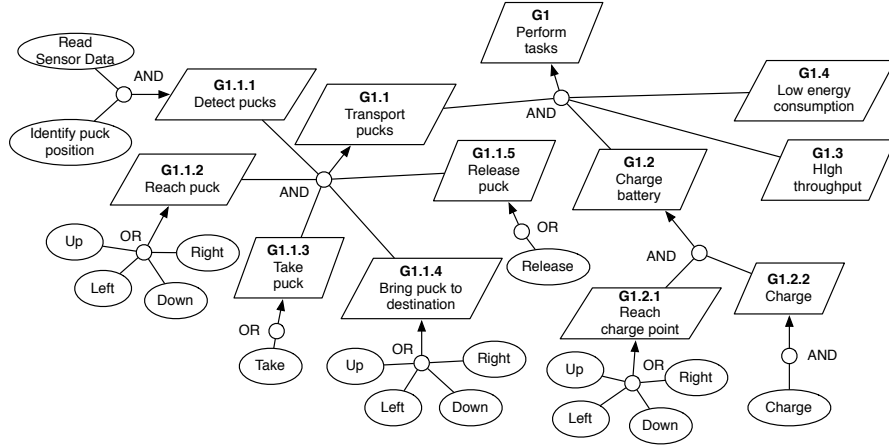 G1
Perform
tasks
Read
Sensor Data
AND
G1.1.1
Detect pucks
G1.1
Transport
pucks
G1.4
Low energy
consumption
AND
Identify puck
position
G1.1.2
Reach puck
AND
G1.1.5
Release
puck
G1.2
Charge
battery
G1.3
HIgh
throughput
Up
OR
Right
Left
Down
G1.1.3
Take
puck
OR
Take
G1.1.4
Bring puck to
destination
OR
Release
AND
G1.2.1
Reach
charge point
G1.2.2
Charge
Up
OR
Right
Left
Down
Up
OR
Right
Left
Down
AND
Charge